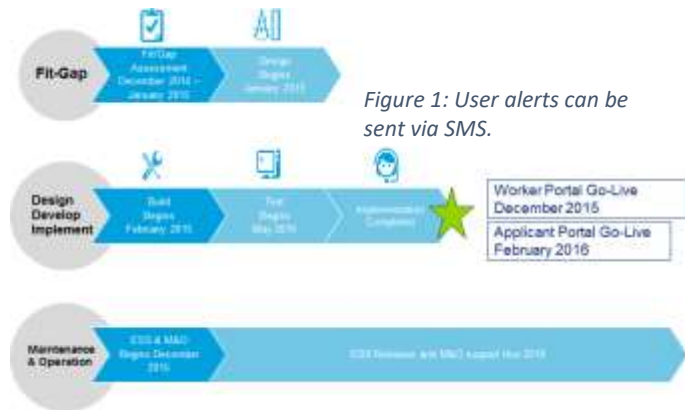 Fit-Gap
Fit/Gap
Assessment
December 2014 –
January 2015
Design
Begins
January 2015
Figure 1: User alerts can be
sent via SMS.
Design
Develop
Implement
Build
Begins
February 2015
Test
Begins
May 2015
Implementation
Completed
Worker Portal Go-Live
December 2015
Applicant Portal Go-Live
February 2016
Maintenance
& Operation
Begins December
2015